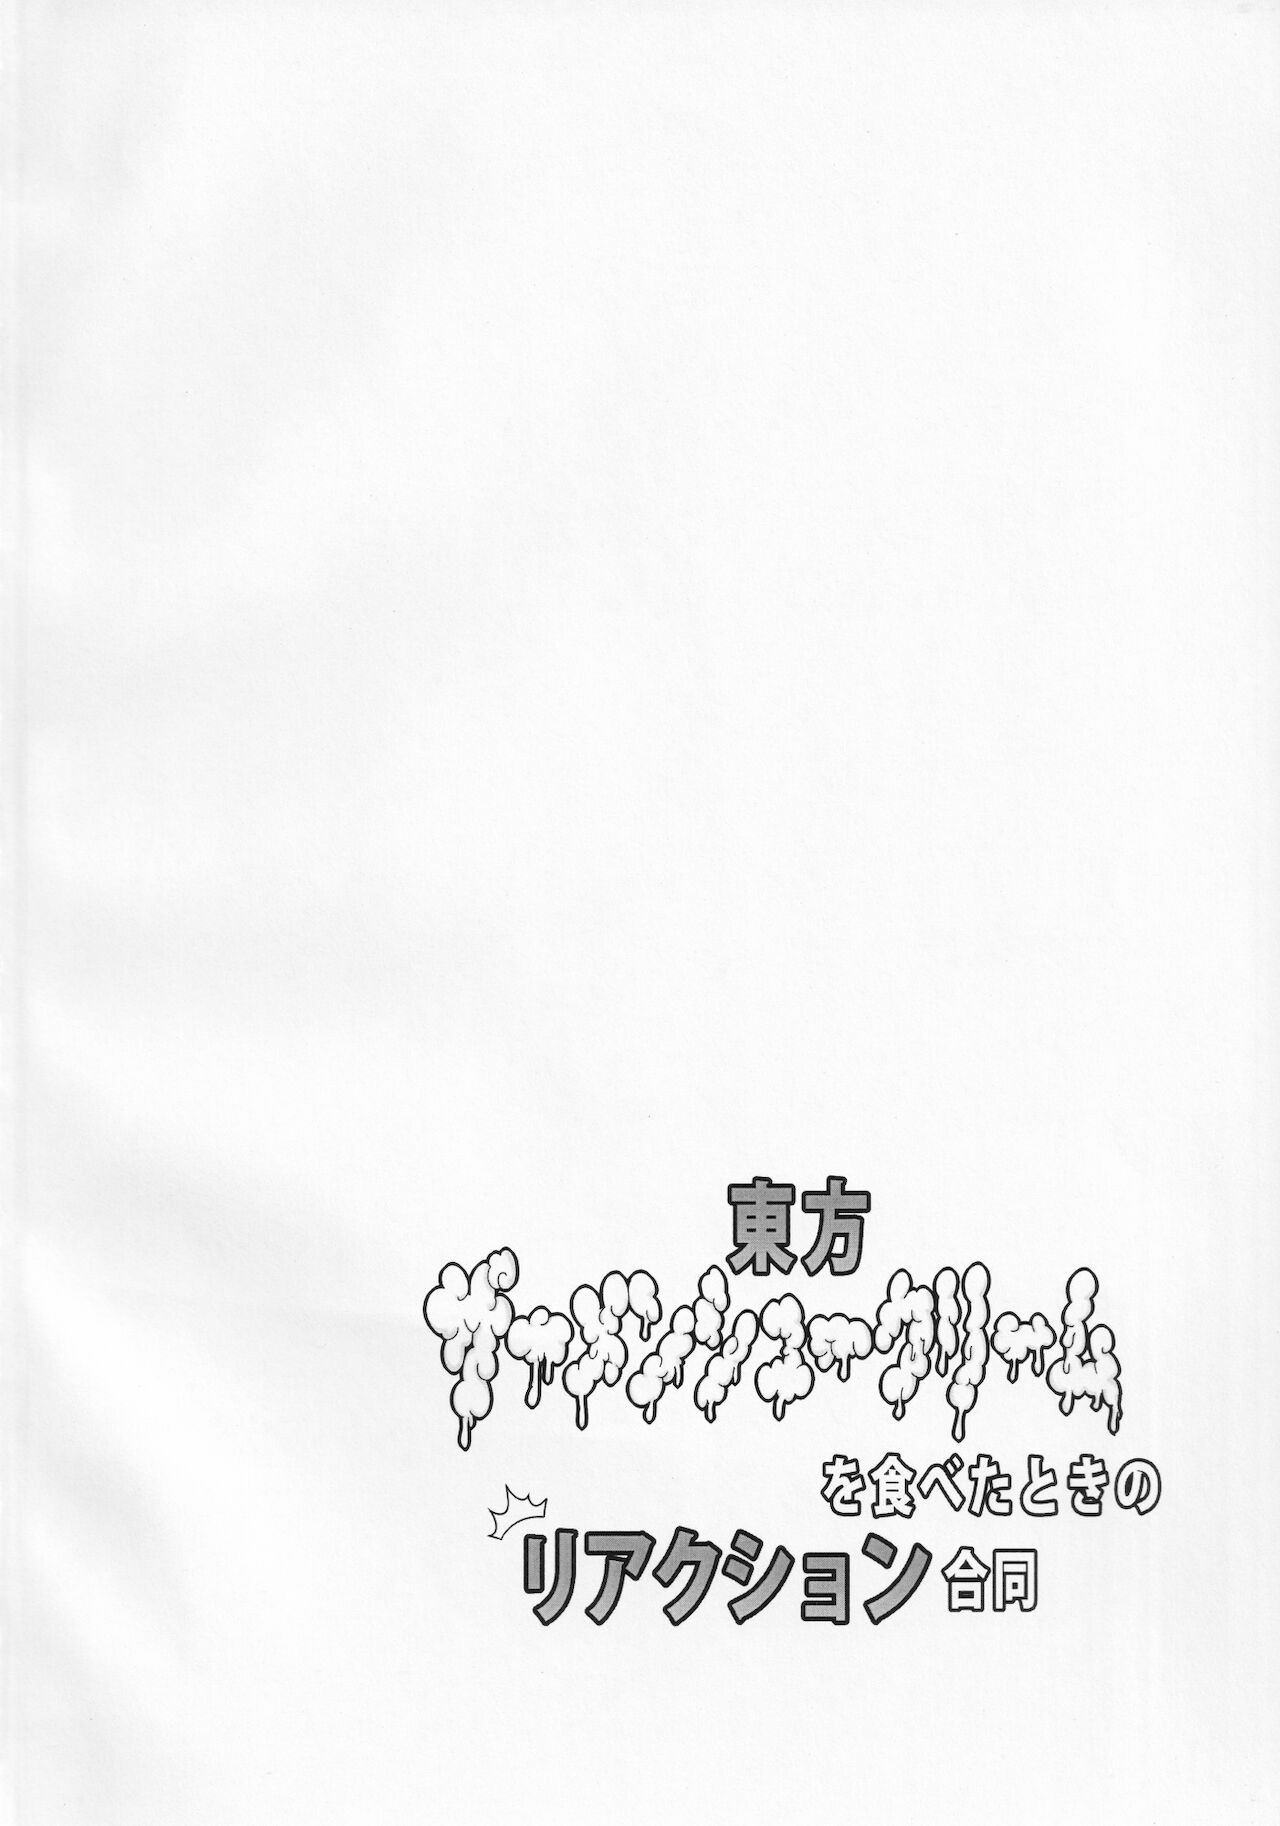 東方
ザーメンシュークリーム
を食べたときの
リアクション合同